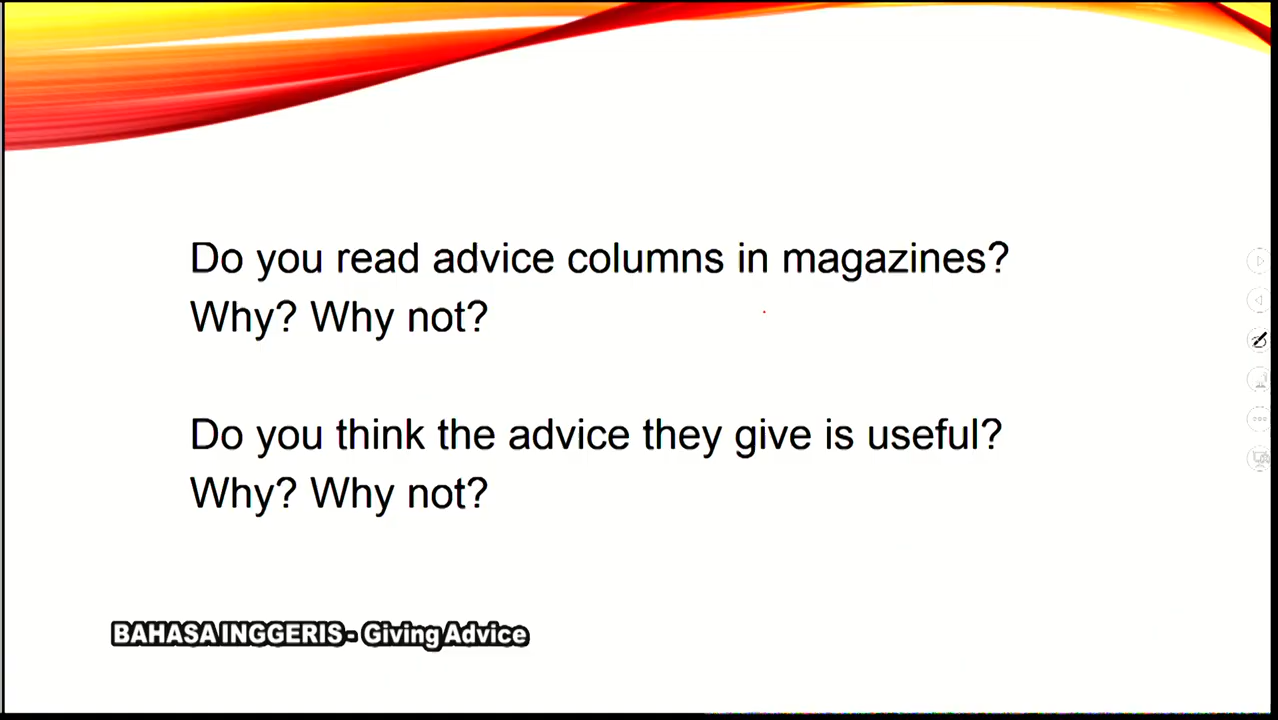 Do you read advice columns in magazines?
Why? Why not?
Do you think the advice they give is useful?
Why? Why not?
BAHASA INGGERIS - Giving Advice